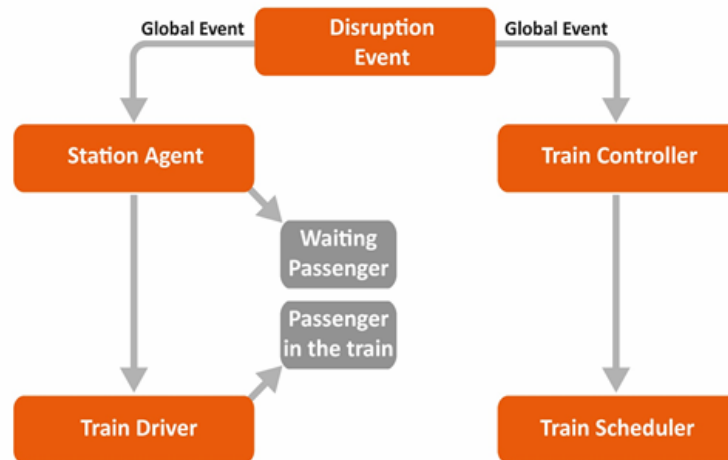 Global Event
Disruption
Event
Global Event
Station Agent
Train Controller
Waiting
Passenger
Passenger
in the train
Train Driver
Train Scheduler